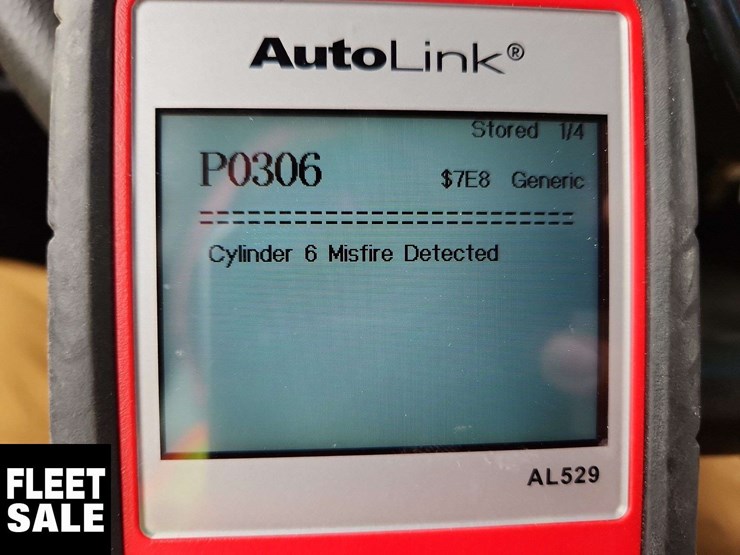 AutoLink®
Stored 1/4
P0306 $7E8 Generic
==============================
Cylinder 6 Misfire Detected
AL529
FLEET
SALE